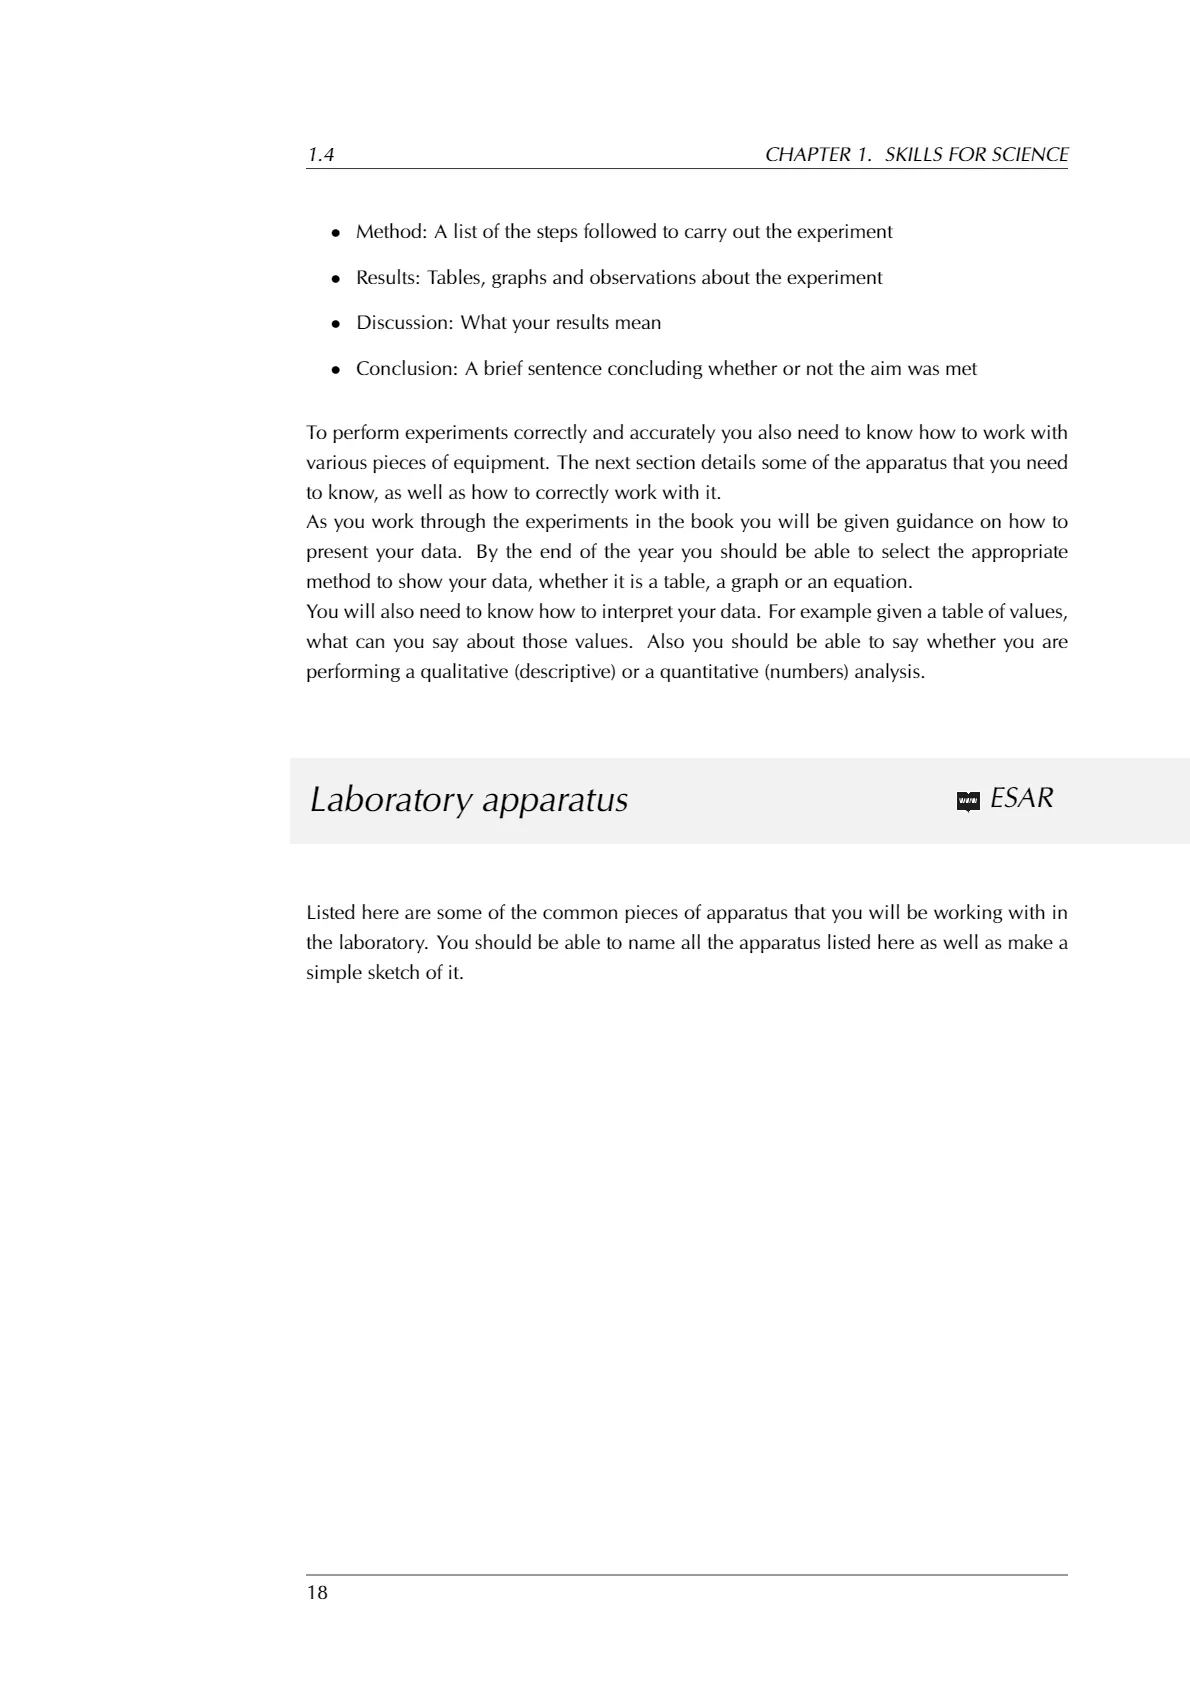 1.4 CHAPTER 1. SKILLS FOR SCIENCE
• Method: A list of the steps followed to carry out the experiment
• Results: Tables, graphs and observations about the experiment
• Discussion: What your results mean
• Conclusion: A brief sentence concluding whether or not the aim was met
To perform experiments correctly and accurately you also need to know how to work with
various pieces of equipment. The next section details some of the apparatus that you need
to know, as well as how to correctly work with it.
As you work through the experiments in the book you will be given guidance on how to
present your data. By the end of the year you should be able to select the appropriate
method to show your data, whether it is a table, a graph or an equation.
You will also need to know how to interpret your data. For example given a table of values,
what can you say about those values. Also you should be able to say whether you are
performing a qualitative (descriptive) or a quantitative (numbers) analysis.
Laboratory apparatus www ESAR
Listed here are some of the common pieces of apparatus that you will be working with in
the laboratory. You should be able to name all the apparatus listed here as well as make a
simple sketch of it.
18